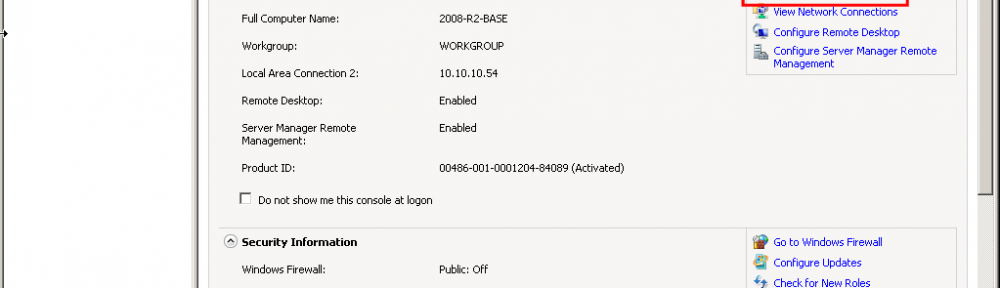 Full Computer Name: 2008-R2-BASE
View Network Connections
Workgroup: WORKGROUP
Configure Remote Desktop
Configure Server Manager Remote
Management
Local Area Connection 2: 10.10.10.54
Remote Desktop: Enabled
Server Manager Remote
Management: Enabled
Product ID: 00486-001-0001204-84089 (Activated)
Do not show me this console at logon
Security Information
Go to Windows Firewall
Windows Firewall: Public: Off
Configure Updates
Check for New Roles